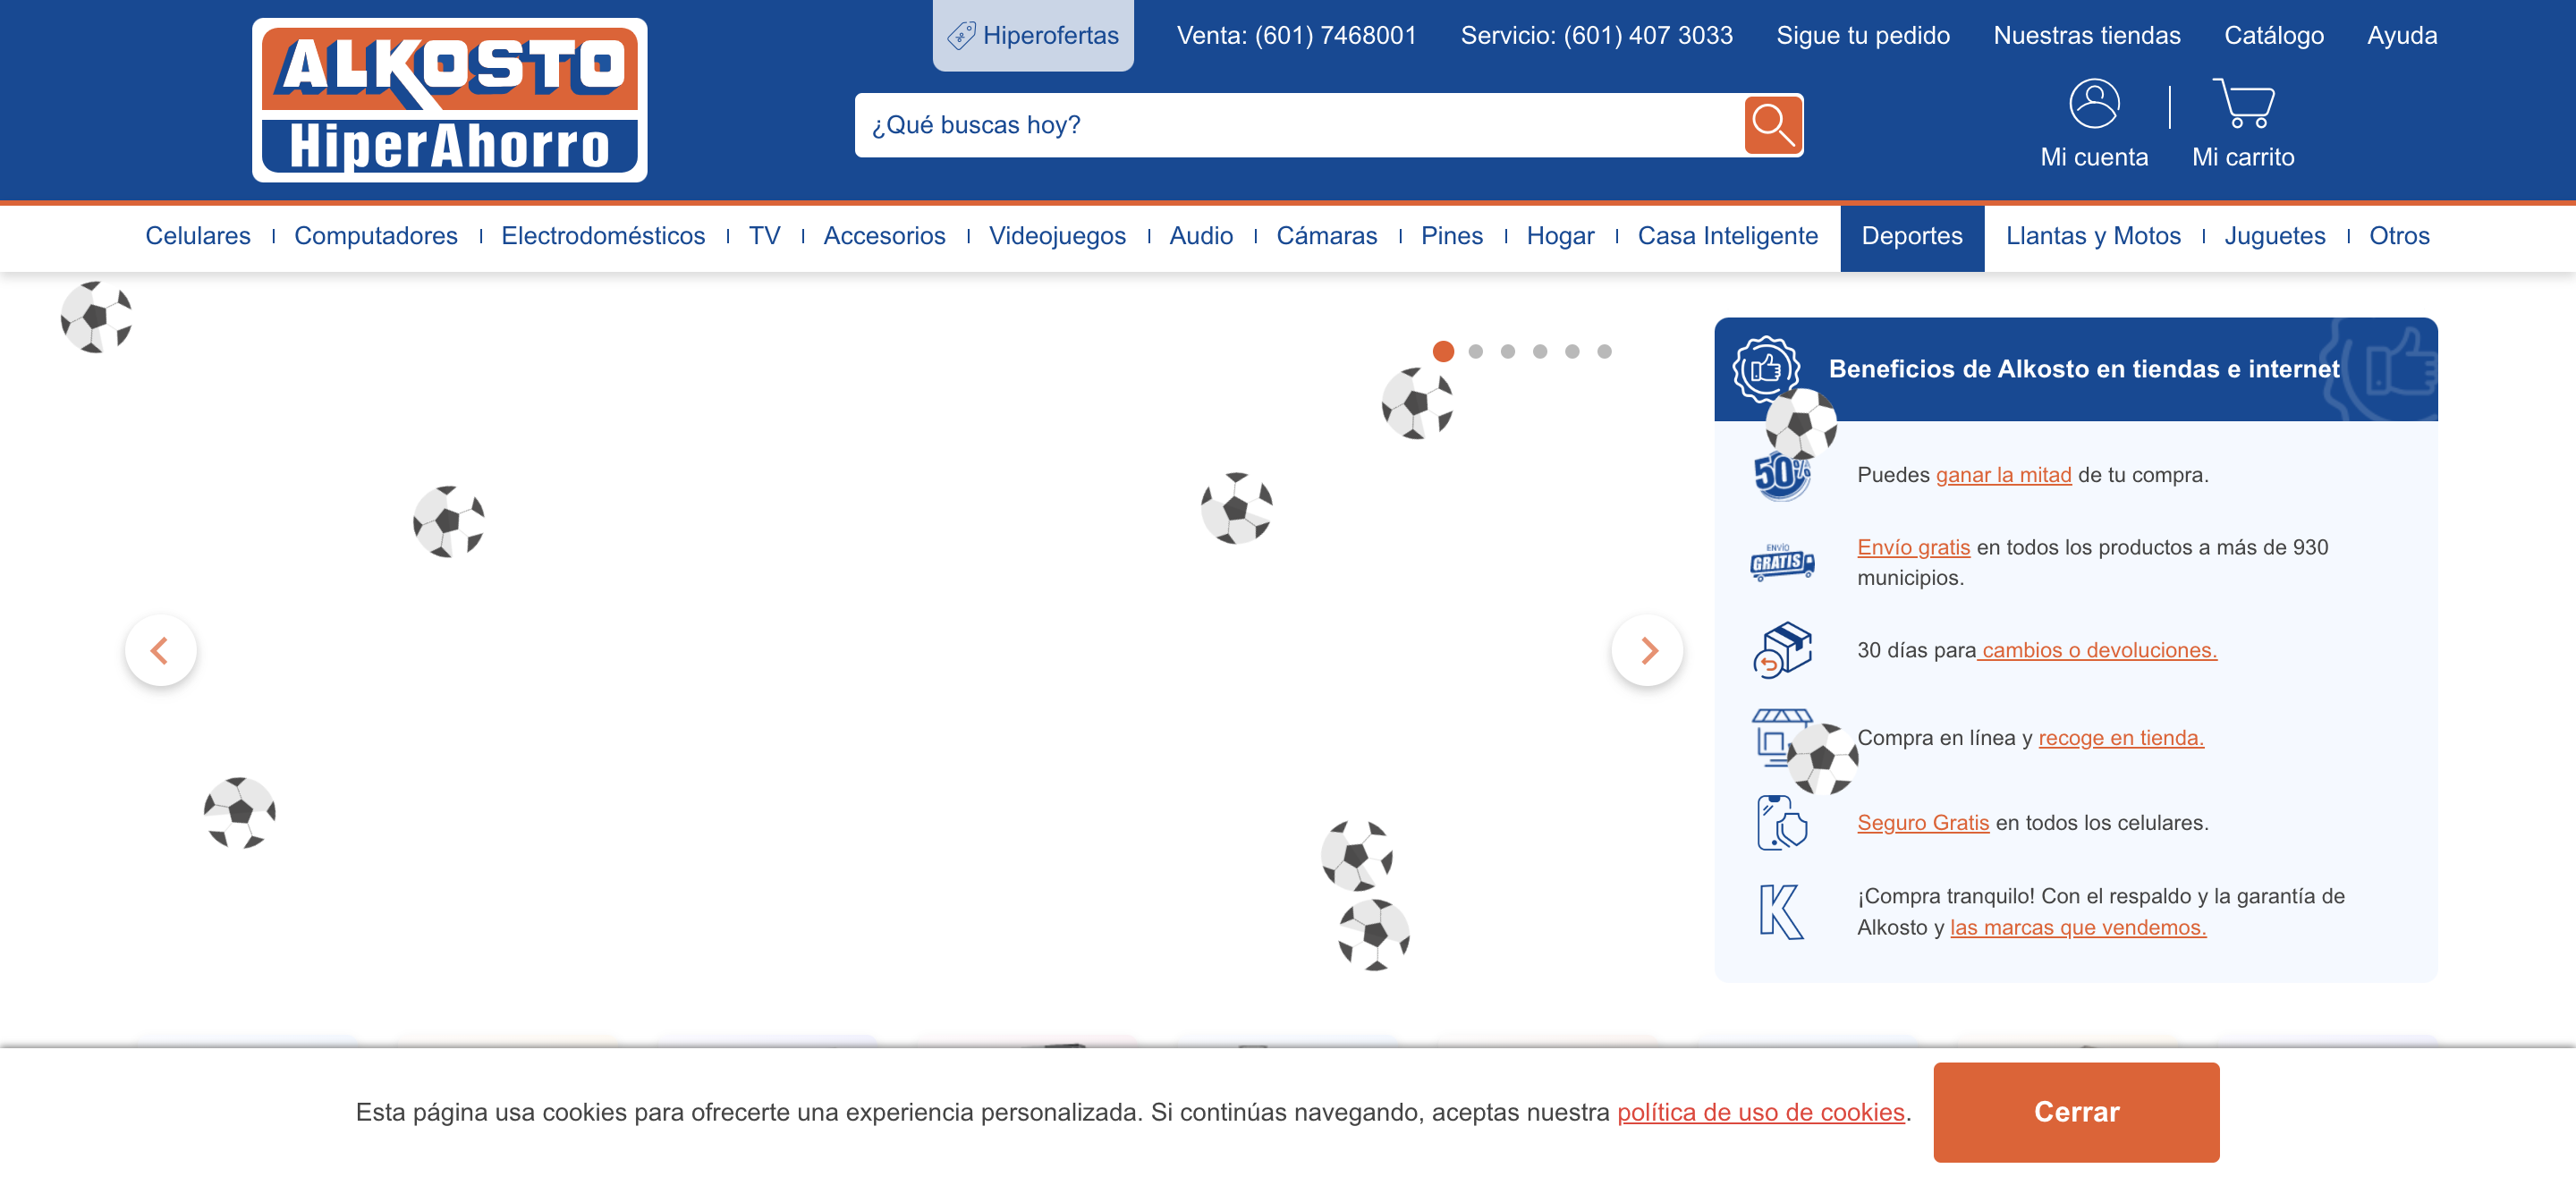 ALKOSTO
HiperAhorro
Hiperofertas
Venta: (601) 7468001
Servicio: (601) 407 3033
Sigue tu pedido
Nuestras tiendas
Catálogo
Ayuda
¿Qué buscas hoy?
Mi cuenta
Mi carrito
Celulares
Computadores
Electrodomésticos
TV
Accesorios
Videojuegos
Audio
Cámaras
Pines
Hogar
Casa Inteligente
Deportes
Llantas y Motos
Juguetes
Otros
Beneficios de Alkosto en tiendas e internet
50%
Puedes ganar la mitad de tu compra.
ENVÍO
GRATIS
Envío gratis en todos los productos a más de 930
municipios.
30 días para cambios o devoluciones.
Compra en línea y recoge en tienda.
Seguro Gratis en todos los celulares.
K
¡Compra tranquilo! Con el respaldo y la garantía de
Alkosto y las marcas que vendemos.
Esta página usa cookies para ofrecerte una experiencia personalizada. Si continúas navegando, aceptas nuestra política de uso de cookies.
Cerrar